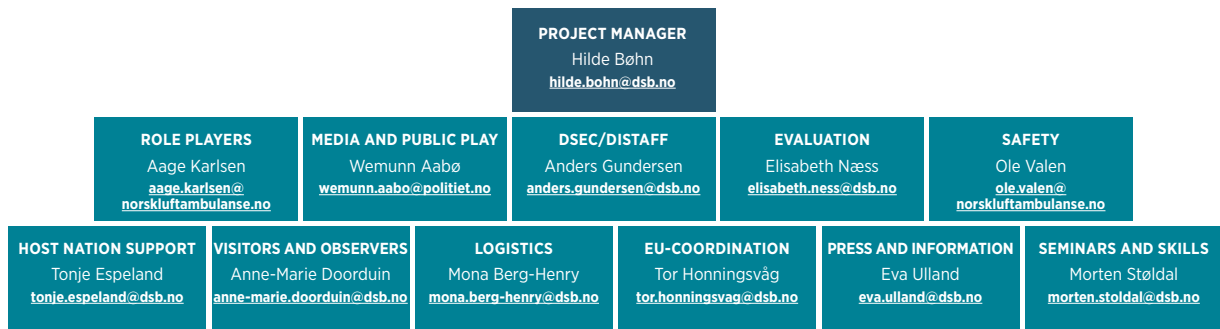 PROJECT MANAGER
Hilde Bøhn
hilde.bohn@dsb.no
ROLE PLAYERS
Aage Karlsen
aage.karlsen@
norskluftambulanse.no
MEDIA AND PUBLIC PLAY
Wemunn Aabø
wemunn.aabo@politiet.no
DSEC/DISTAFF
Anders Gundersen
anders.gundersen@dsb.no
EVALUATION
Elisabeth Næss
elisabeth.ness@dsb.no
SAFETY
Ole Valen
ole.valen@
norskluftambulanse.no
HOST NATION SUPPORT
Tonje Espeland
tonje.espeland@dsb.no
VISITORS AND OBSERVERS
Anne-Marie Doorduin
anne-marie.doorduin@dsb.no
LOGISTICS
Mona Berg-Henry
mona.berg-henry@dsb.no
EU-COORDINATION
Tor Honningsvåg
tor.honningsvag@dsb.no
PRESS AND INFORMATION
Eva Ulland
eva.ulland@dsb.no
SEMINARS AND SKILLS
Morten Støldal
morten.stoldal@dsb.no